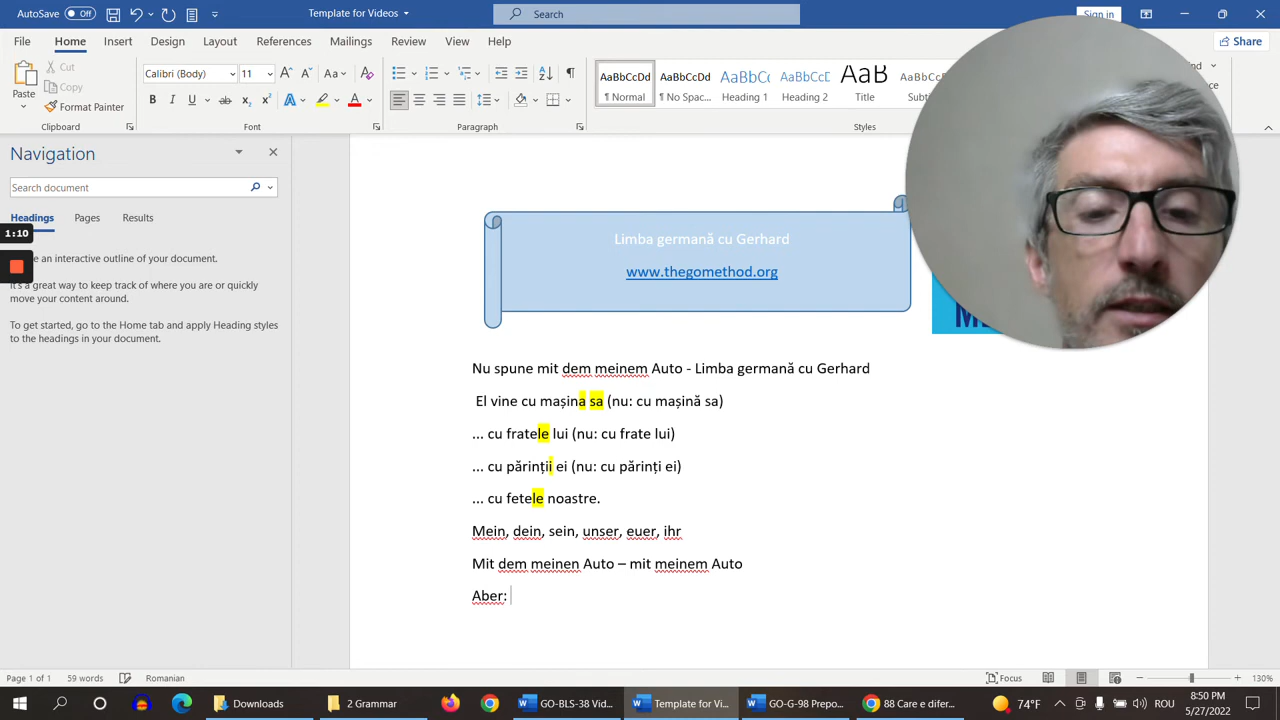 AutoSave Off Template for Videos Search Sign in
File Home Insert Design Layout References Mailings Review View Help Share
Paste Cut Copy Format Painter
Calibri (Body) 11
AaBbCcDd ¶ Normal
AaBbCcDd ¶ No Spac...
AaBbCc Heading 1
AaBbCcD Heading 2
AaB Title
AaBbCcD
Clipboard Font Paragraph Styles
Navigation
Search document
Headings Pages Results
1:10
an interactive outline of your document.
It's a great way to keep track of where you are or quickly
move your content around.
To get started, go to the Home tab and apply Heading styles
to the headings in your document.
Limba germană cu Gerhard
www.thegomethod.org
Nu spune mit dem meinem Auto - Limba germană cu Gerhard
El vine cu mașina sa (nu: cu mașină sa)
... cu fratele lui (nu: cu frate lui)
... cu părinții ei (nu: cu părinți ei)
... cu fetele noastre.
Mein, dein, sein, unser, euer, ihr
Mit dem meinen Auto – mit meinem Auto
Aber:
Page 1 of 1 59 words Romanian Focus 130%
Downloads 2 Grammar GO-BLS-38 Vid... Template for Vi... GO-G-98 Prepo... 88 Care e difer... 74°F ROU 8:50 PM
5/27/2022